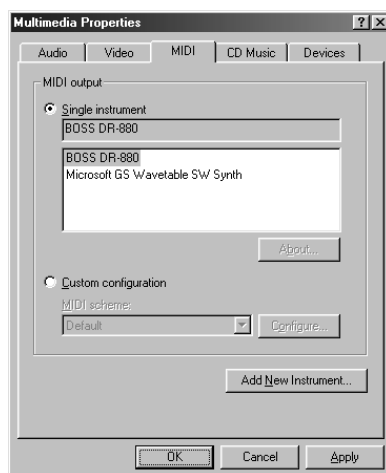 Multimedia Properties
Audio Video MIDI CD Music Devices
MIDI output
Single instrument
BOSS DR-880
BOSS DR-880
Microsoft GS Wavetable SW Synth
About...
Custom configuration
MIDI scheme:
Default Configure...
Add New Instrument...
OK Cancel Apply